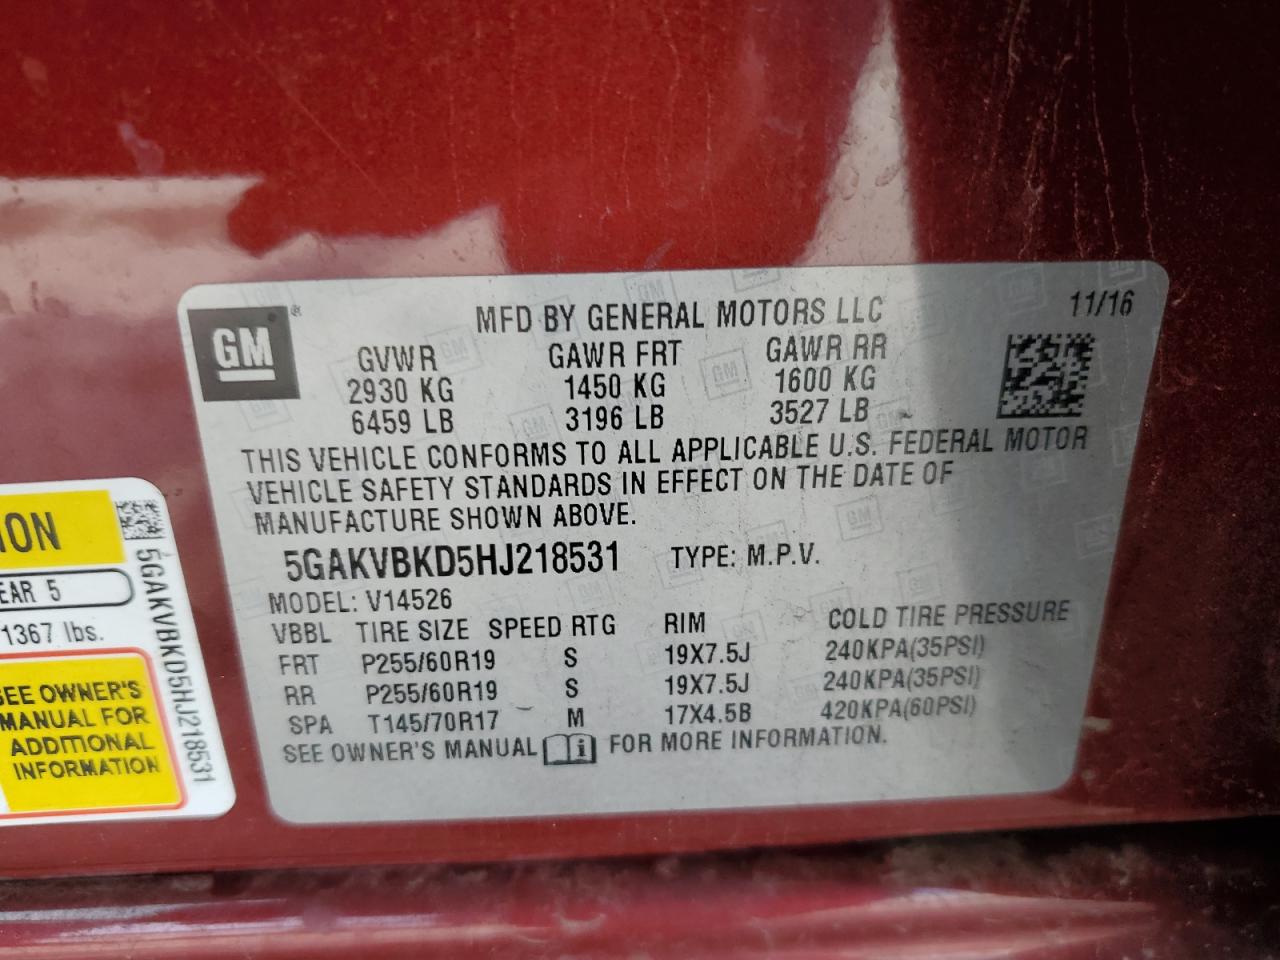 GM
MFD BY GENERAL MOTORS LLC 11/16
GVWR GAWR FRT GAWR RR
2930 KG 1450 KG 1600 KG
6459 LB 3196 LB 3527 LB
THIS VEHICLE CONFORMS TO ALL APPLICABLE U.S. FEDERAL MOTOR
VEHICLE SAFETY STANDARDS IN EFFECT ON THE DATE OF
MANUFACTURE SHOWN ABOVE.
5GAKVBKD5HJ218531 TYPE: M.P.V.
MODEL: V14526
VBBL TIRE SIZE SPEED RTG RIM COLD TIRE PRESSURE
FRT P255/60R19 S 19X7.5J 240KPA(35PSI)
RR P255/60R19 S 19X7.5J 240KPA(35PSI)
SPA T145/70R17 M 17X4.5B 420KPA(60PSI)
SEE OWNER'S MANUAL i FOR MORE INFORMATION.
ION
EAR 5
1367 lbs.
SEE OWNER'S
MANUAL FOR
ADDITIONAL
INFORMATION
5GAKVBKD5HJ218531